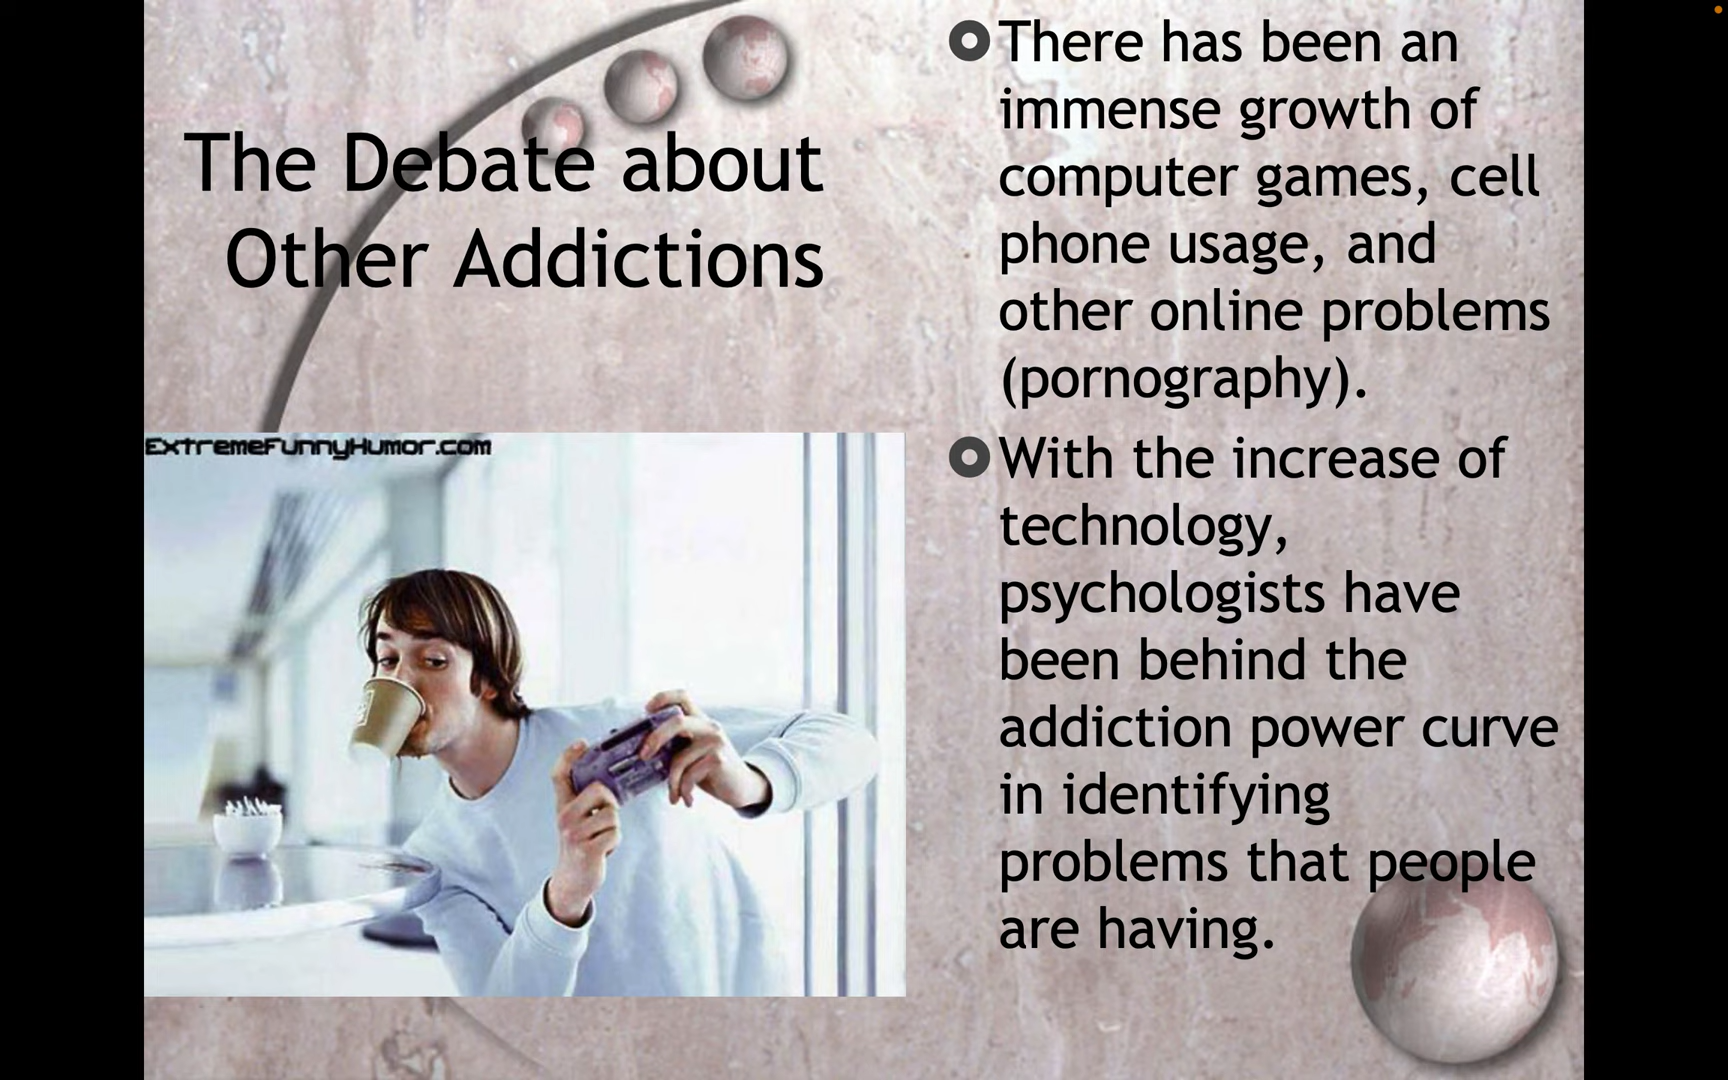 The Debate about
Other Addictions
ExtremeFunnyHumor.com
There has been an
immense growth of
computer games, cell
phone usage, and
other online problems
(pornography).
With the increase of
technology,
psychologists have
been behind the
addiction power curve
in identifying
problems that people
are having.